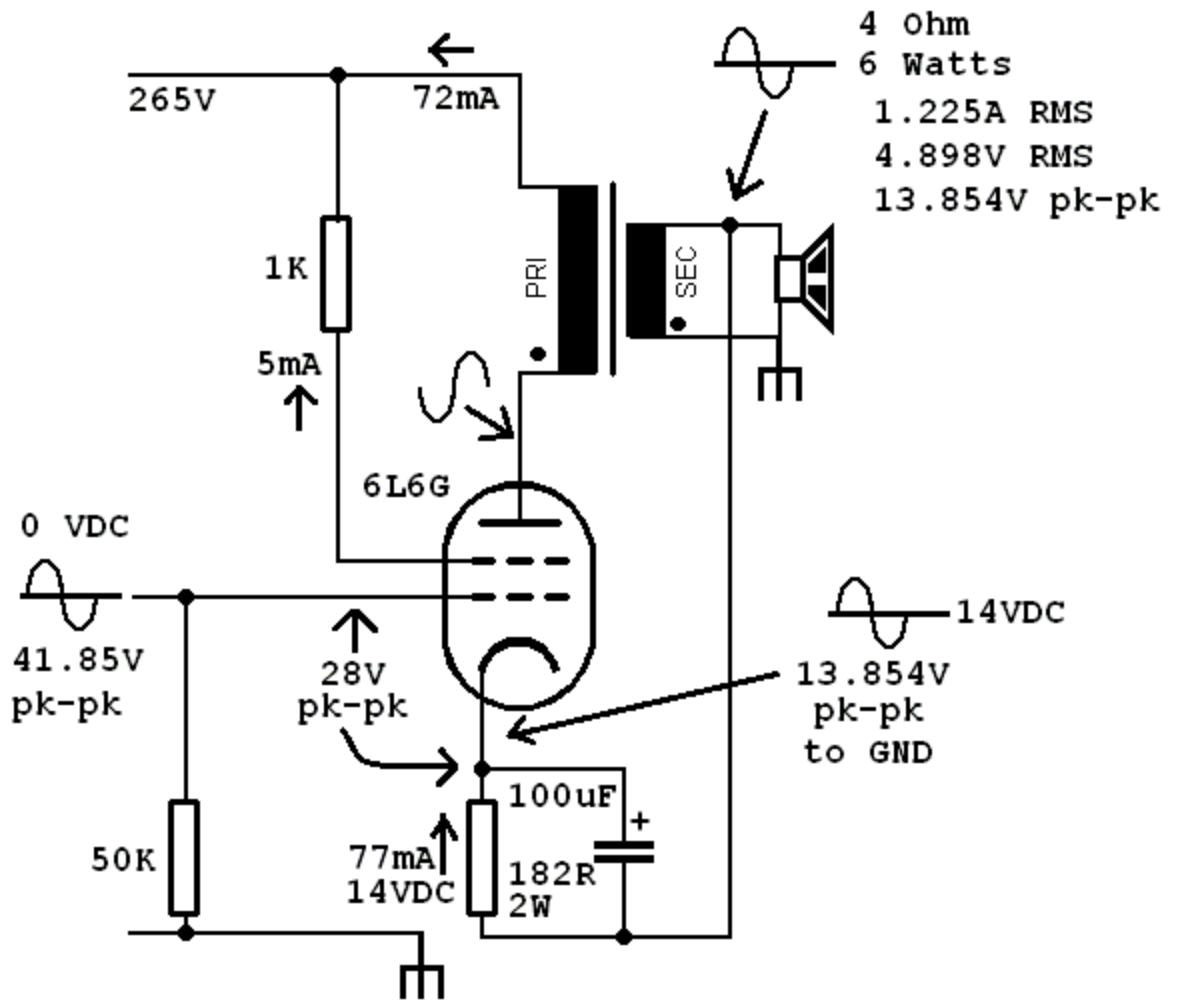 4 Ohm
6 Watts
1.225A RMS
4.898V RMS
13.854V pk-pk
265V
72mA
1K
PRI
SEC
5mA
6L6G
0 VDC
41.85V
pk-pk
28V
pk-pk
14VDC
13.854V
pk-pk
to GND
100uF
+
50K
77mA
14VDC
182R
2W